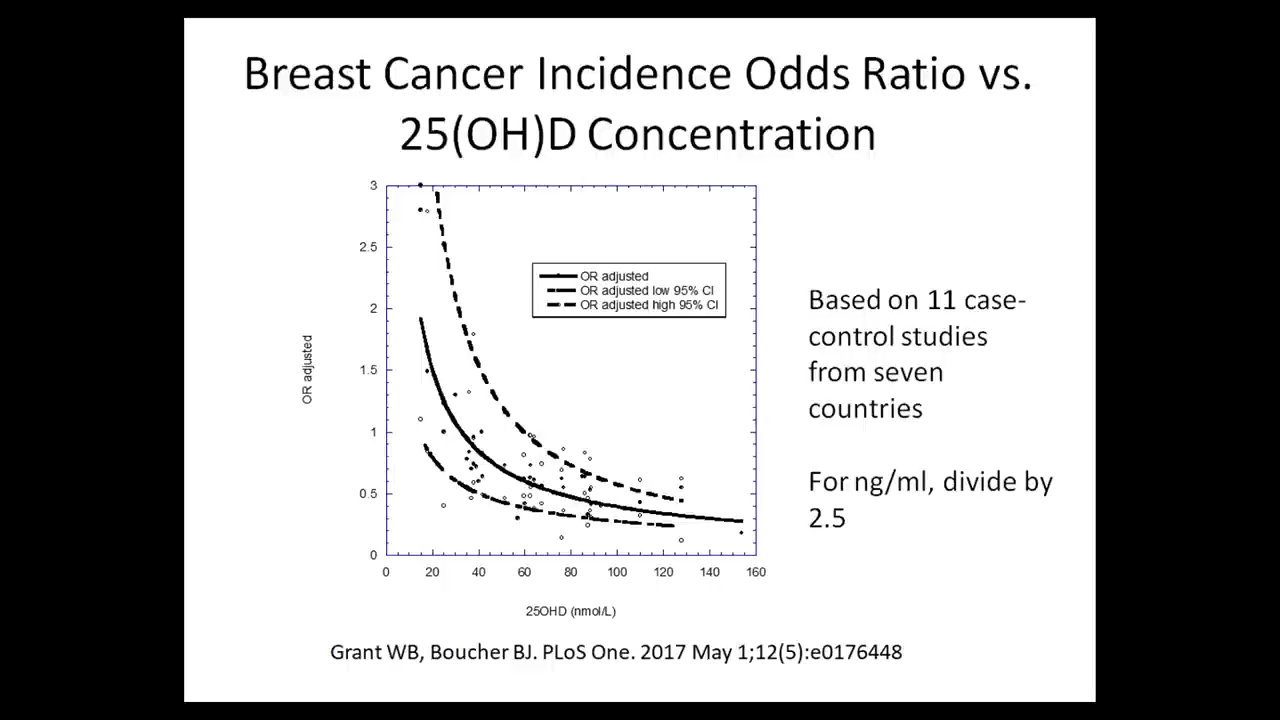 Breast Cancer Incidence Odds Ratio vs.
25(OH)D Concentration
3
2.5
2
1.5
1
0.5
0
OR adjusted
OR adjusted
OR adjusted low 95% CI
OR adjusted high 95% CI
0 20 40 60 80 100 120 140 160
25OHD (nmol/L)
Based on 11 case-
control studies
from seven
countries
For ng/ml, divide by
2.5
Grant WB, Boucher BJ. PLoS One. 2017 May 1;12(5):e0176448